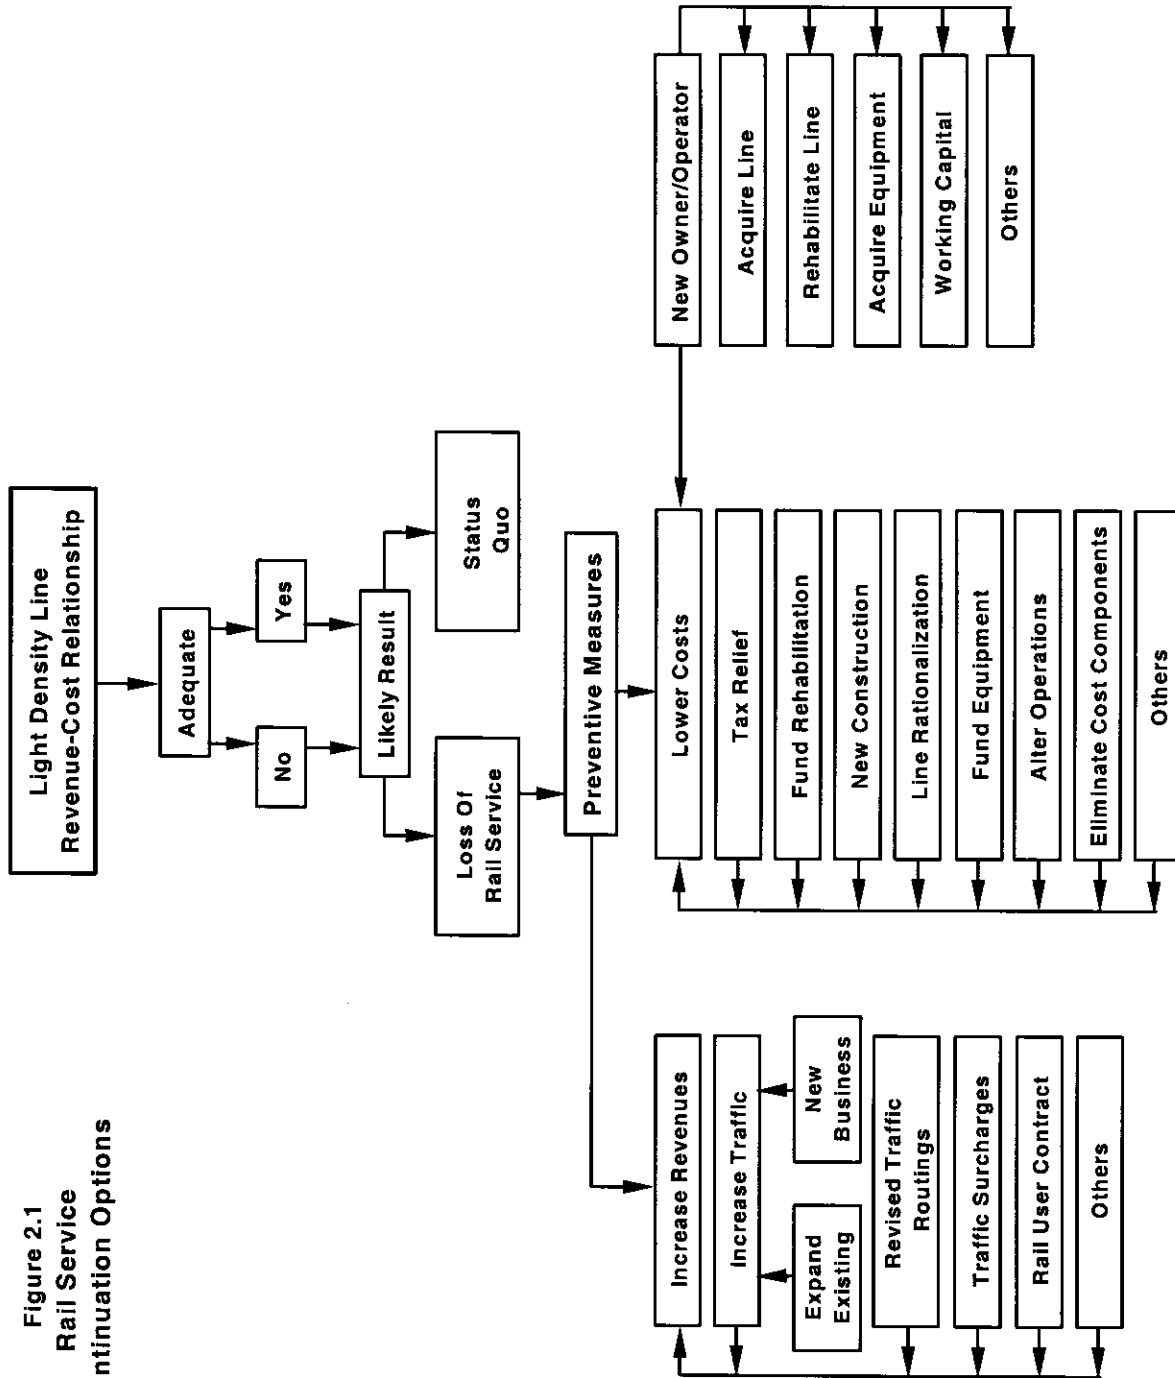 Figure 2.1
Rail Service
ntinuation Options
Light Density Line
Revenue-Cost Relationship
Adequate
No
Yes
Likely Result
Loss Of
Rail Service
Status
Quo
Preventive Measures
Increase Revenues
Increase Traffic
Expand
Existing
New
Business
Revised Traffic
Routings
Traffic Surcharges
Rail User Contract
Others
Lower Costs
Tax Relief
Fund Rehabilitation
New Construction
Line Rationalization
Fund Equipment
Alter Operations
Eliminate Cost Components
Others
New Owner/Operator
Acquire Line
Rehabilitate Line
Acquire Equipment
Working Capital
Others